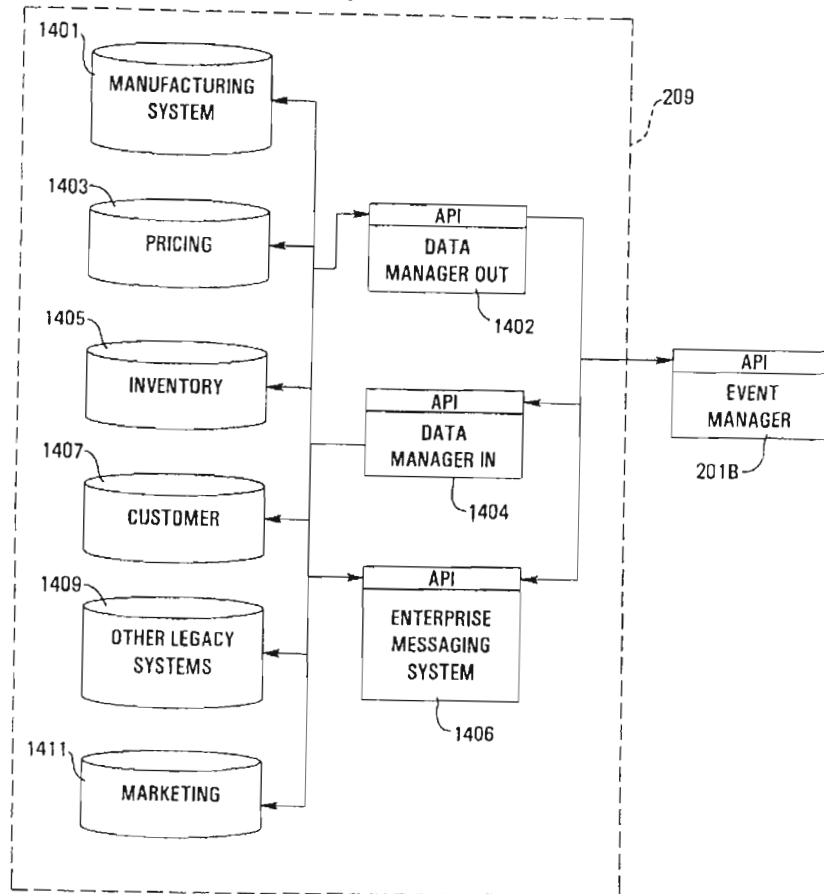 1401
MANUFACTURING
SYSTEM
209
1403
PRICING
API
DATA
MANAGER OUT
1402
1405
INVENTORY
API
EVENT
MANAGER
201B
API
DATA
MANAGER IN
1404
1407
CUSTOMER
1409
OTHER LEGACY
SYSTEMS
API
ENTERPRISE
MESSAGING
SYSTEM
1406
1411
MARKETING